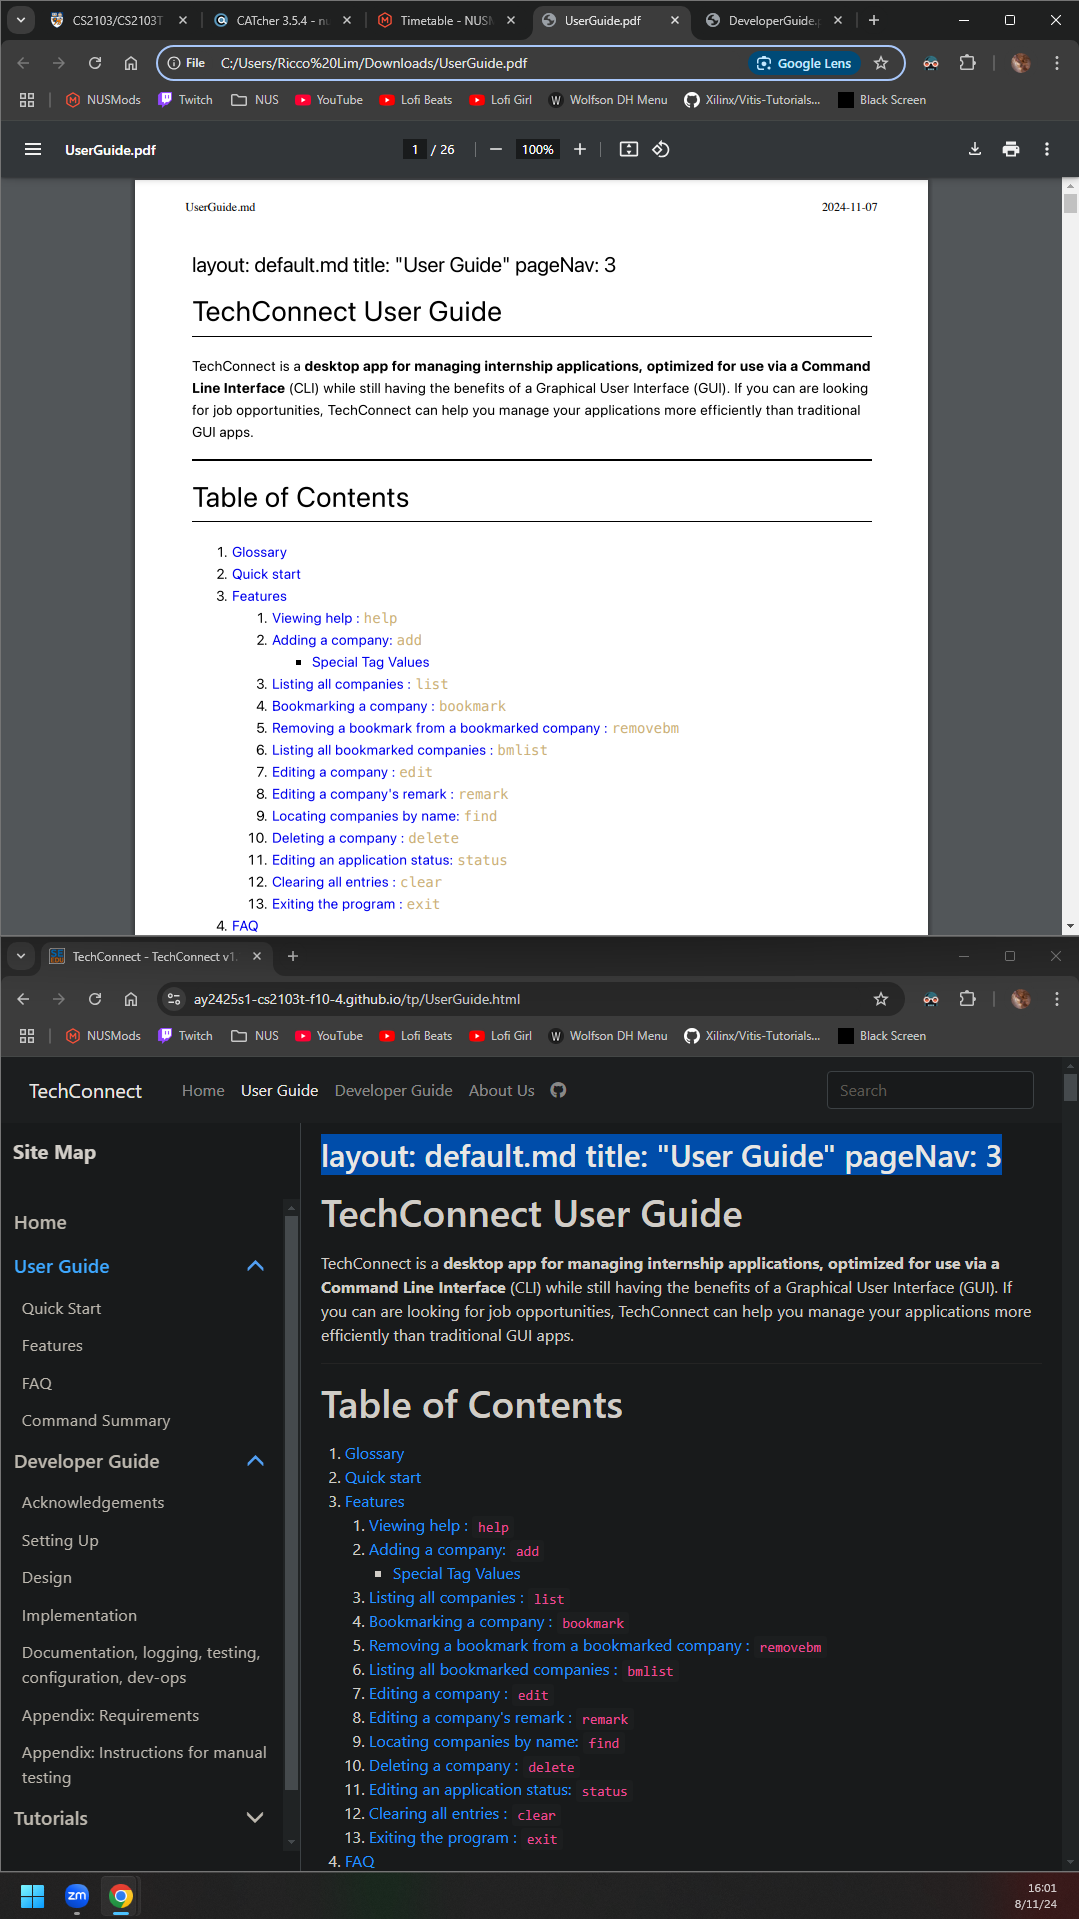 CS2103/CS2103T
CATcher 3.5.4 - nu
Timetable - NUSM
UserGuide.pdf
DeveloperGuide.p
File
C:/Users/Ricco%20Lim/Downloads/UserGuide.pdf
Google Lens
NUSMods
Twitch
NUS
YouTube
Lofi Beats
Lofi Girl
Wolfson DH Menu
Xilinx/Vitis-Tutorials...
Black Screen
UserGuide.pdf
1 / 26
100%
UserGuide.md
2024-11-07
layout: default.md title: "User Guide" pageNav: 3
TechConnect User Guide
TechConnect is a desktop app for managing internship applications, optimized for use via a Command
Line Interface (CLI) while still having the benefits of a Graphical User Interface (GUI). If you can are looking
for job opportunities, TechConnect can help you manage your applications more efficiently than traditional
GUI apps.
Table of Contents
1. Glossary
2. Quick start
3. Features
1. Viewing help : help
2. Adding a company: add
▪ Special Tag Values
3. Listing all companies : list
4. Bookmarking a company : bookmark
5. Removing a bookmark from a bookmarked company : removebm
6. Listing all bookmarked companies : bmlist
7. Editing a company : edit
8. Editing a company's remark : remark
9. Locating companies by name: find
10. Deleting a company : delete
11. Editing an application status: status
12. Clearing all entries : clear
13. Exiting the program : exit
4. FAQ
TechConnect - TechConnect v1.
ay2425s1-cs2103t-f10-4.github.io/tp/UserGuide.html
NUSMods
Twitch
NUS
YouTube
Lofi Beats
Lofi Girl
Wolfson DH Menu
Xilinx/Vitis-Tutorials...
Black Screen
TechConnect
Home
User Guide
Developer Guide
About Us
Search
Site Map
Home
User Guide
Quick Start
Features
FAQ
Command Summary
Developer Guide
Acknowledgements
Setting Up
Design
Implementation
Documentation, logging, testing,
configuration, dev-ops
Appendix: Requirements
Appendix: Instructions for manual
testing
Tutorials
layout: default.md title: "User Guide" pageNav: 3
TechConnect User Guide
TechConnect is a desktop app for managing internship applications, optimized for use via a
Command Line Interface (CLI) while still having the benefits of a Graphical User Interface (GUI). If
you can are looking for job opportunities, TechConnect can help you manage your applications more
efficiently than traditional GUI apps.
Table of Contents
1. Glossary
2. Quick start
3. Features
1. Viewing help : help
2. Adding a company: add
▪ Special Tag Values
3. Listing all companies : list
4. Bookmarking a company : bookmark
5. Removing a bookmark from a bookmarked company : removebm
6. Listing all bookmarked companies : bmlist
7. Editing a company : edit
8. Editing a company's remark : remark
9. Locating companies by name: find
10. Deleting a company : delete
11. Editing an application status: status
12. Clearing all entries : clear
13. Exiting the program : exit
4. FAQ
zm
16:01
8/11/24